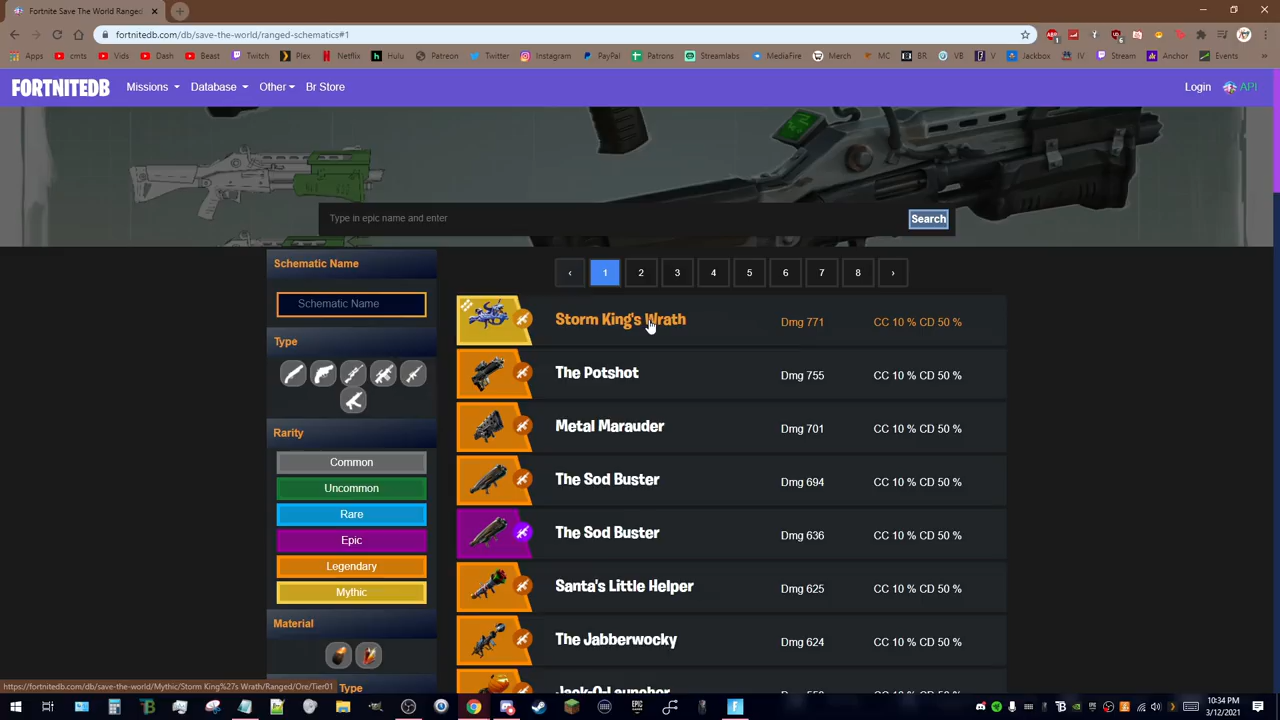 Fortnite Save The World Ranged
fortnitedb.com/db/save-the-world/ranged-schematics#1
Apps cmts VODs Beast Twitch Plex Netflix Hulu Patreon Twitter Instagram PayPal Patrons Streamlabs MediaFire Merch MC BR VB V Jackbox IV Stream Anchor Events
FORTNITEDB Missions Database Other Br Store Login API
Type in epic name and enter Search
Schematic Name
Schematic Name
Type
Rarity
Common
Uncommon
Rare
Epic
Legendary
Mythic
Material
Type
‹ 1 2 3 4 5 6 7 8 ›
Storm King's Wrath Dmg 771 CC 10 % CD 50 %
The Potshot Dmg 755 CC 10 % CD 50 %
Metal Marauder Dmg 701 CC 10 % CD 50 %
The Sod Buster Dmg 694 CC 10 % CD 50 %
The Sod Buster Dmg 636 CC 10 % CD 50 %
Santa's Little Helper Dmg 625 CC 10 % CD 50 %
The Jabberwocky Dmg 624 CC 10 % CD 50 %
Jack-O-Launcher
https://fortnitedb.com/db/save-the-world/Mythic/Storm King%27s Wrath/Ranged/Ore/Tier01
10:34 PM
3/12/2021